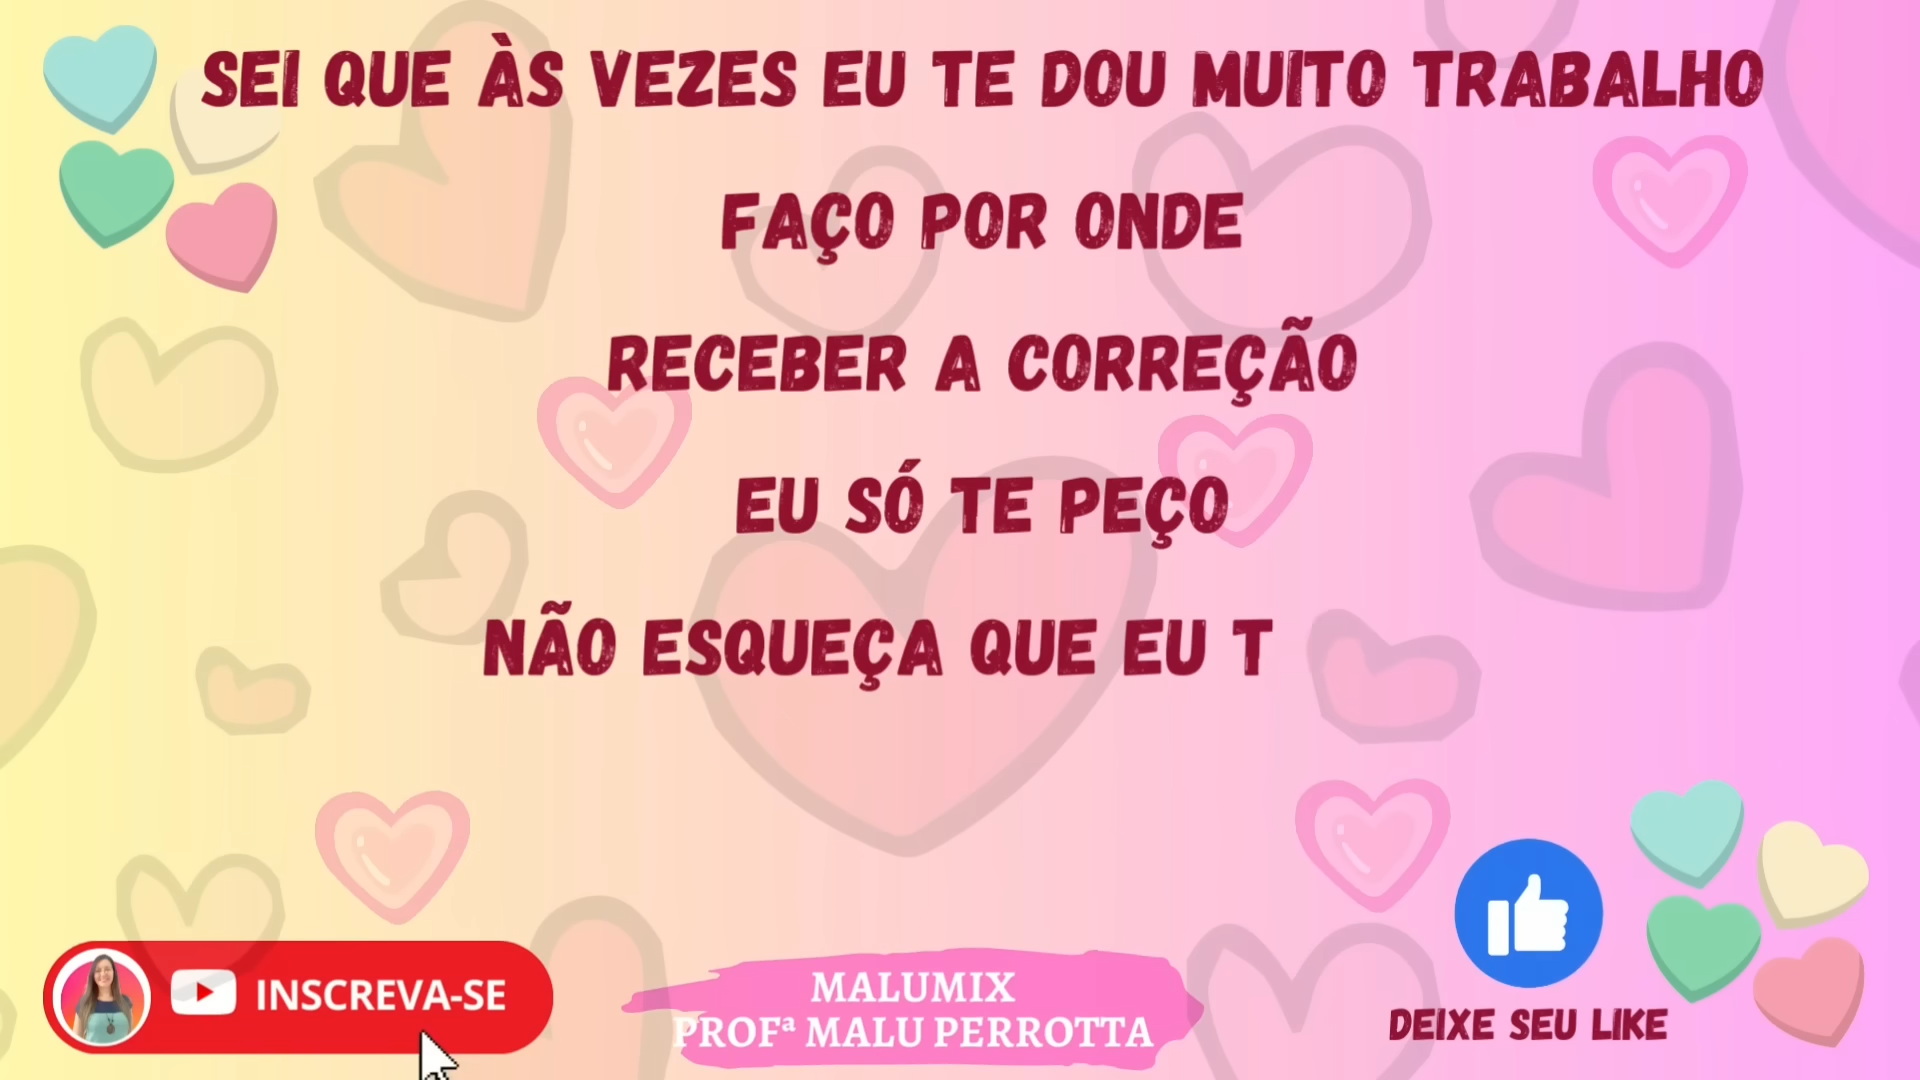 SEI QUE ÀS VEZES EU TE DOU MUITO TRABALHO
FAÇO POR ONDE
RECEBER A CORREÇÃO
EU SÓ TE PEÇO
NÃO ESQUEÇA QUE EU T
INSCREVA-SE
MALUMIX
PROFª MALU PERROTTA
DEIXE SEU LIKE